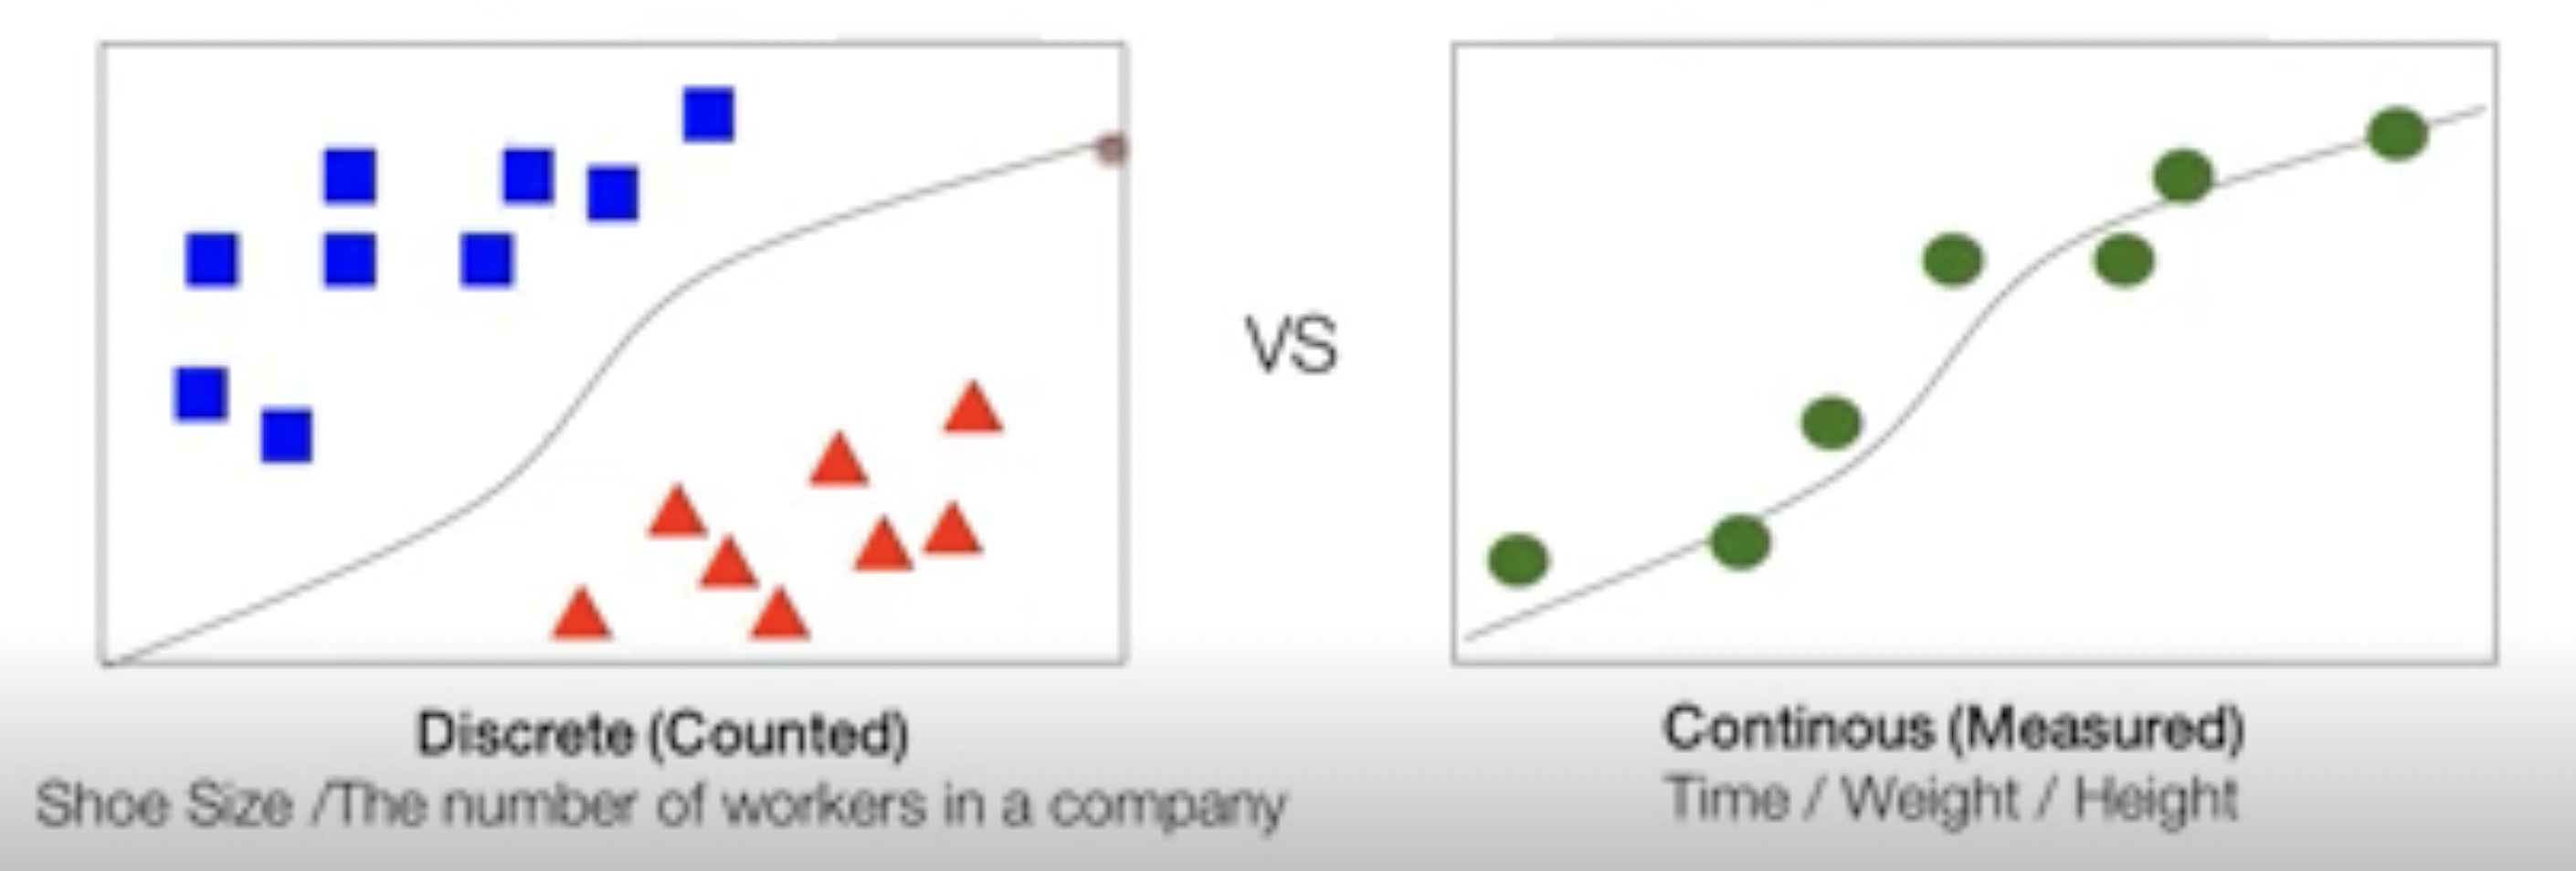 VS
Discrete (Counted)
Shoe Size /The number of workers in a company
Continous (Measured)
Time / Weight / Height